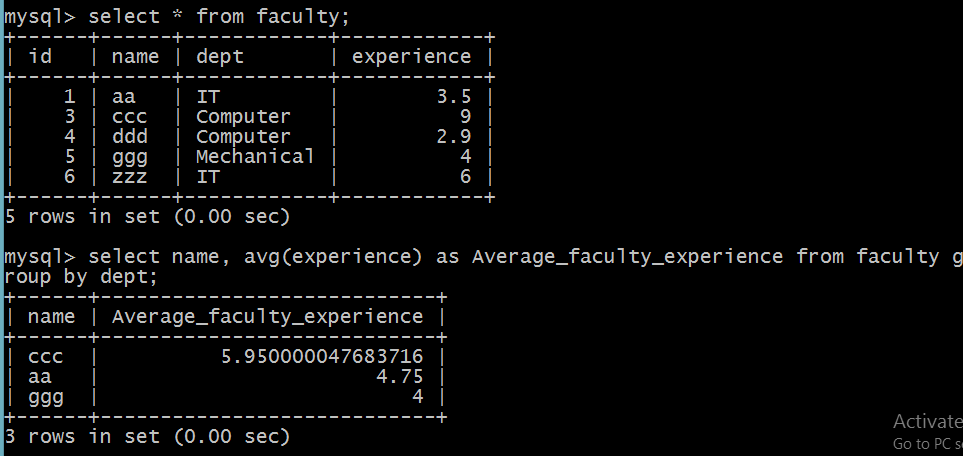 mysql> select * from faculty;
+------+------+------------+------------+
| id   | name | dept       | experience |
+------+------+------------+------------+
|    1 | aa   | IT         |        3.5 |
|    3 | ccc  | Computer   |          9 |
|    4 | ddd  | Computer   |        2.9 |
|    5 | ggg  | Mechanical |          4 |
|    6 | zzz  | IT         |          6 |
+------+------+------------+------------+
5 rows in set (0.00 sec)
mysql> select name, avg(experience) as Average_faculty_experience from faculty g
roup by dept;
+------+----------------------------+
| name | Average_faculty_experience |
+------+----------------------------+
| ccc  |          5.950000047683716 |
| aa   |                       4.75 |
| ggg  |                          4 |
+------+----------------------------+
3 rows in set (0.00 sec)
Activate
Go to PC s